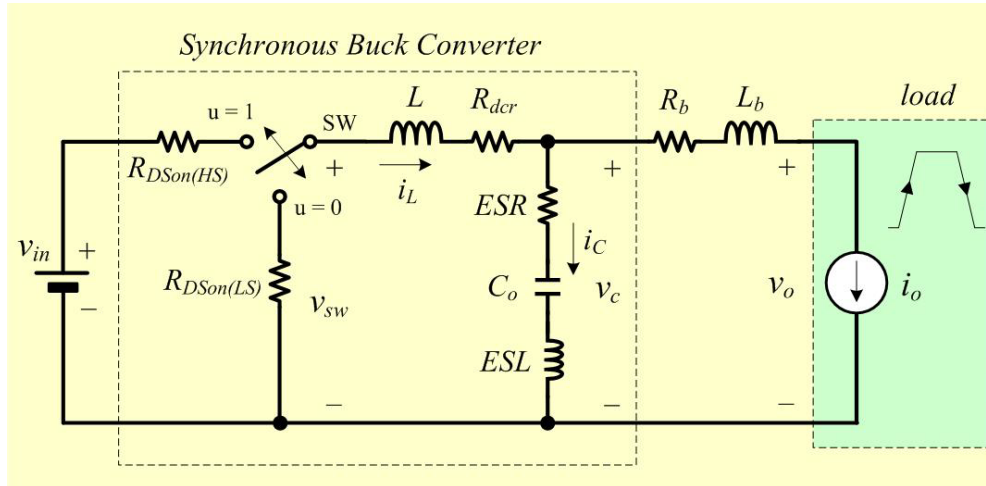 Synchronous Buck Converter
u = 1
SW
L
R_dcr
R_b
L_b
load
R_DSon(HS)
+
i_L
+
+
u = 0
ESR
i_C
v_in
+
R_DSon(LS)
v_sw
C_o
v_c
v_o
i_o
–
ESL
–
–
–